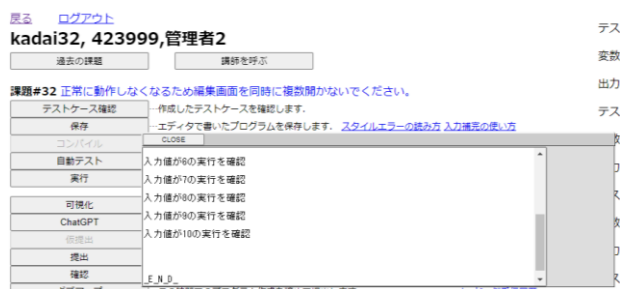 戻る ログアウト
kadai32, 423999,管理者2
過去の課題 講師を呼ぶ
課題#32 正常に動作しなくなるため編集画面を同時に複数開かないでください。
テストケース確認 作成したテストケースを確認します.
保存 エディタで書いたプログラムを保存します. スタイルエラーの読み方 入力補完の使い方
コンパイル
自動テスト
実行
可視化
ChatGPT
仮提出
提出
確認
CLOSE
入力値が6の実行を確認
入力値が7の実行を確認
入力値が8の実行を確認
入力値が9の実行を確認
入力値が10の実行を確認
_E_N_D_
テス
変数
出力
テス